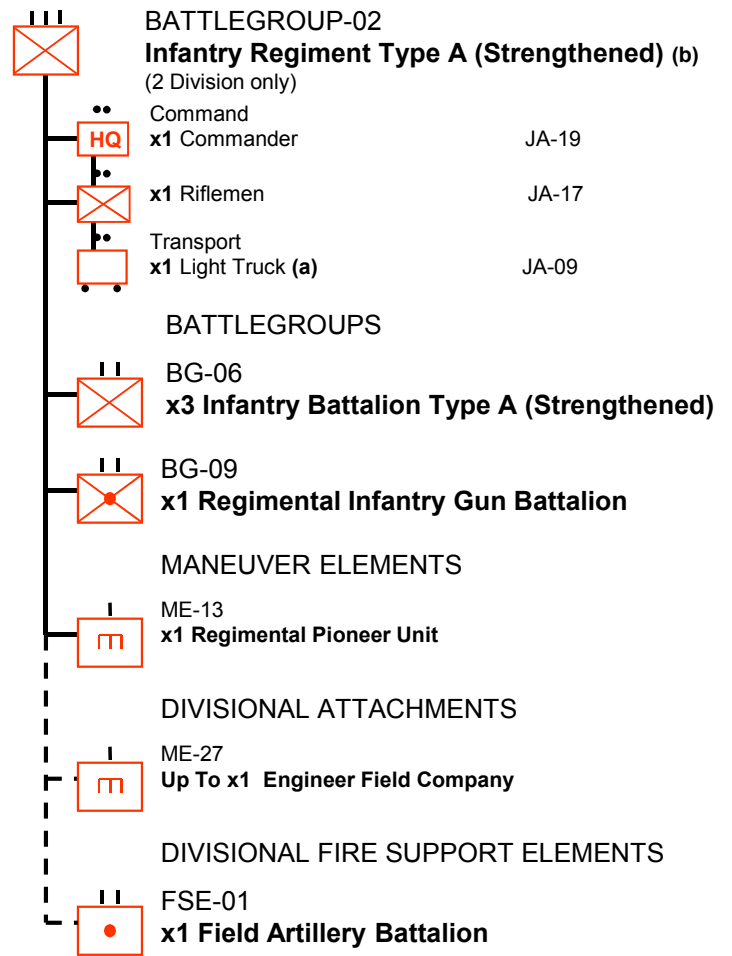 BATTLEGROUP-02
Infantry Regiment Type A (Strengthened) (b)
(2 Division only)
Command
HQ x1 Commander JA-19
x1 Riflemen JA-17
Transport
x1 Light Truck (a) JA-09
BATTLEGROUPS
BG-06
x3 Infantry Battalion Type A (Strengthened)
BG-09
x1 Regimental Infantry Gun Battalion
MANEUVER ELEMENTS
ME-13
x1 Regimental Pioneer Unit
DIVISIONAL ATTACHMENTS
ME-27
Up To x1 Engineer Field Company
DIVISIONAL FIRE SUPPORT ELEMENTS
FSE-01
x1 Field Artillery Battalion